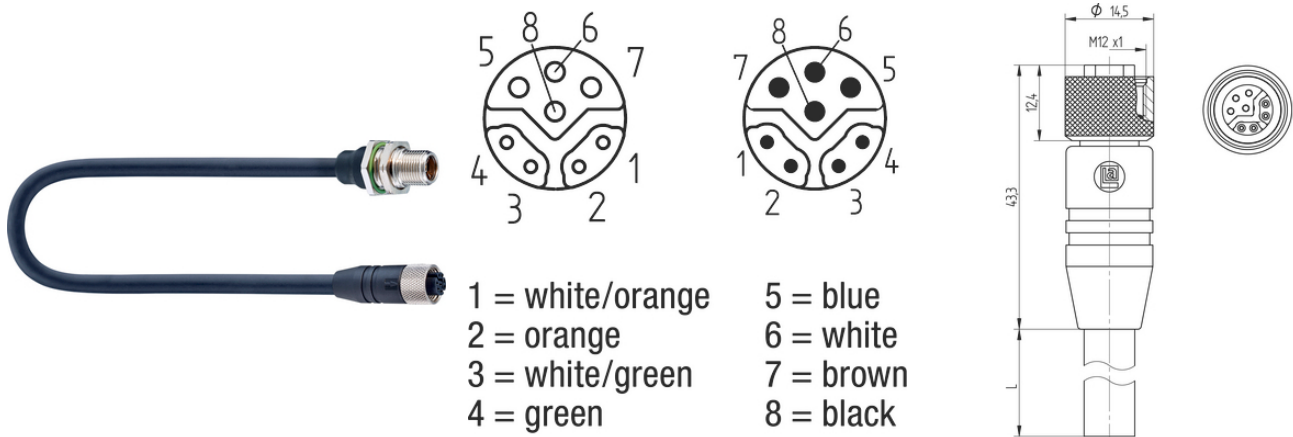 8 6
5 7
4 1
3 2
8 6
7 5
1 4
2 3
1 = white/orange
2 = orange
3 = white/green
4 = green
5 = blue
6 = white
7 = brown
8 = black
ϕ 14,5
M12 x1
12,4
43,3
L